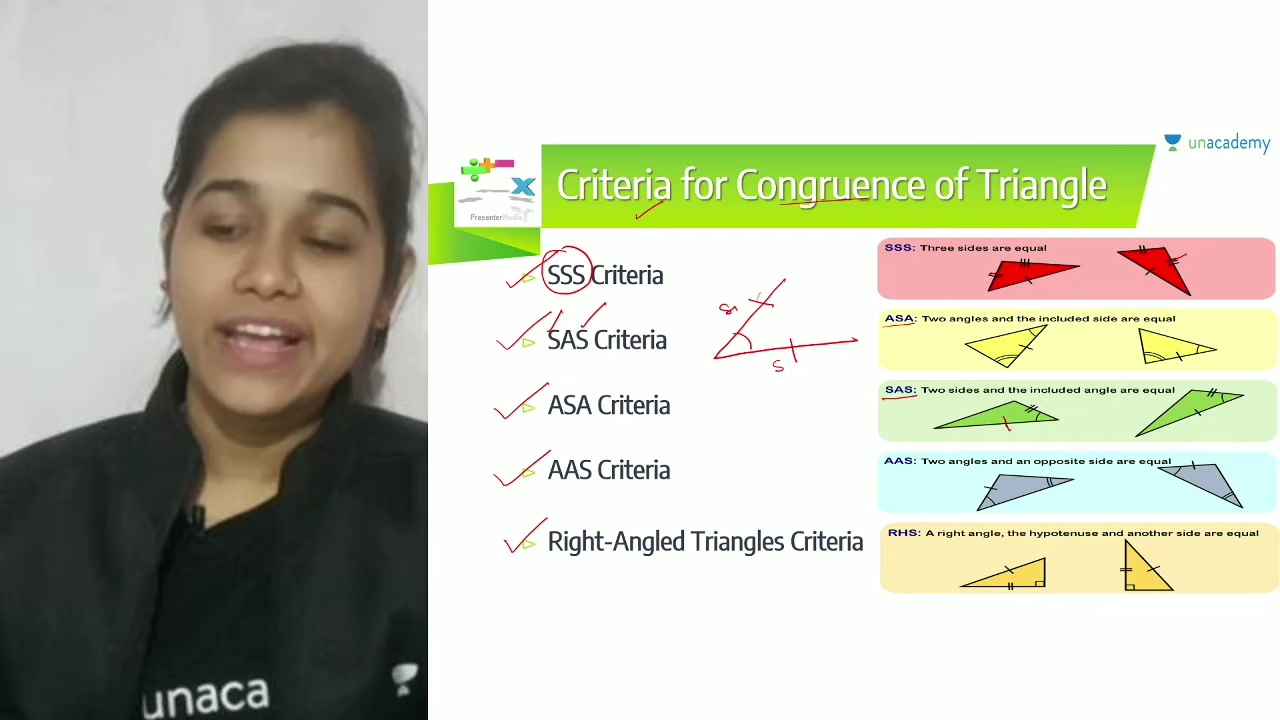 unacademy
Criteria for Congruence of Triangle
PresenterMedia
SSS Criteria
SAS Criteria
ASA Criteria
AAS Criteria
Right-Angled Triangles Criteria
S
S
SSS: Three sides are equal
ASA: Two angles and the included side are equal
SAS: Two sides and the included angle are equal
AAS: Two angles and an opposite side are equal
RHS: A right angle, the hypotenuse and another side are equal
unaca